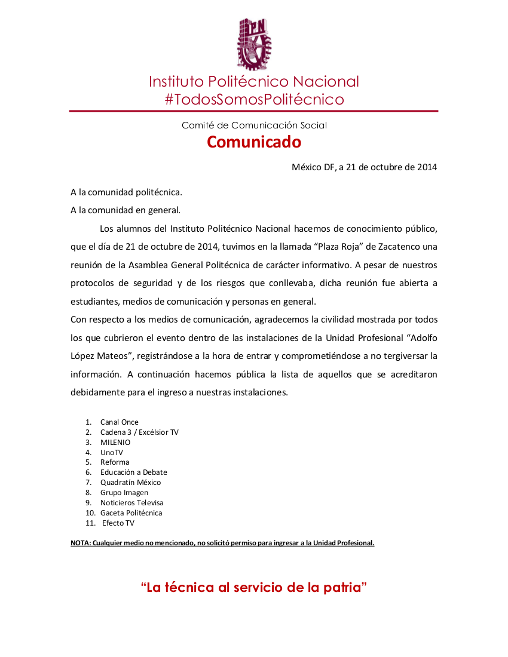 IPN
Instituto Politécnico Nacional
#TodosSomosPolitécnico
Comité de Comunicación Social
Comunicado
México DF, a 21 de octubre de 2014
A la comunidad politécnica.
A la comunidad en general.
Los alumnos del Instituto Politécnico Nacional hacemos de conocimiento público,
que el día de 21 de octubre de 2014, tuvimos en la llamada “Plaza Roja” de Zacatenco una
reunión de la Asamblea General Politécnica de carácter informativo. A pesar de nuestros
protocolos de seguridad y de los riesgos que conllevaba, dicha reunión fue abierta a
estudiantes, medios de comunicación y personas en general.
Con respecto a los medios de comunicación, agradecemos la civilidad mostrada por todos
los que cubrieron el evento dentro de las instalaciones de la Unidad Profesional “Adolfo
López Mateos”, registrándose a la hora de entrar y comprometiéndose a no tergiversar la
información. A continuación hacemos pública la lista de aquellos que se acreditaron
debidamente para el ingreso a nuestras instalaciones.
1. Canal Once
2. Cadena 3 / Excélsior TV
3. MILENIO
4. UnoTV
5. Reforma
6. Educación a Debate
7. Quadratín México
8. Grupo Imagen
9. Noticieros Televisa
10. Gaceta Politécnica
11. Efecto TV
NOTA: Cualquier medio no mencionado, no solicitó permiso para ingresar a la Unidad Profesional.
“La técnica al servicio de la patria”